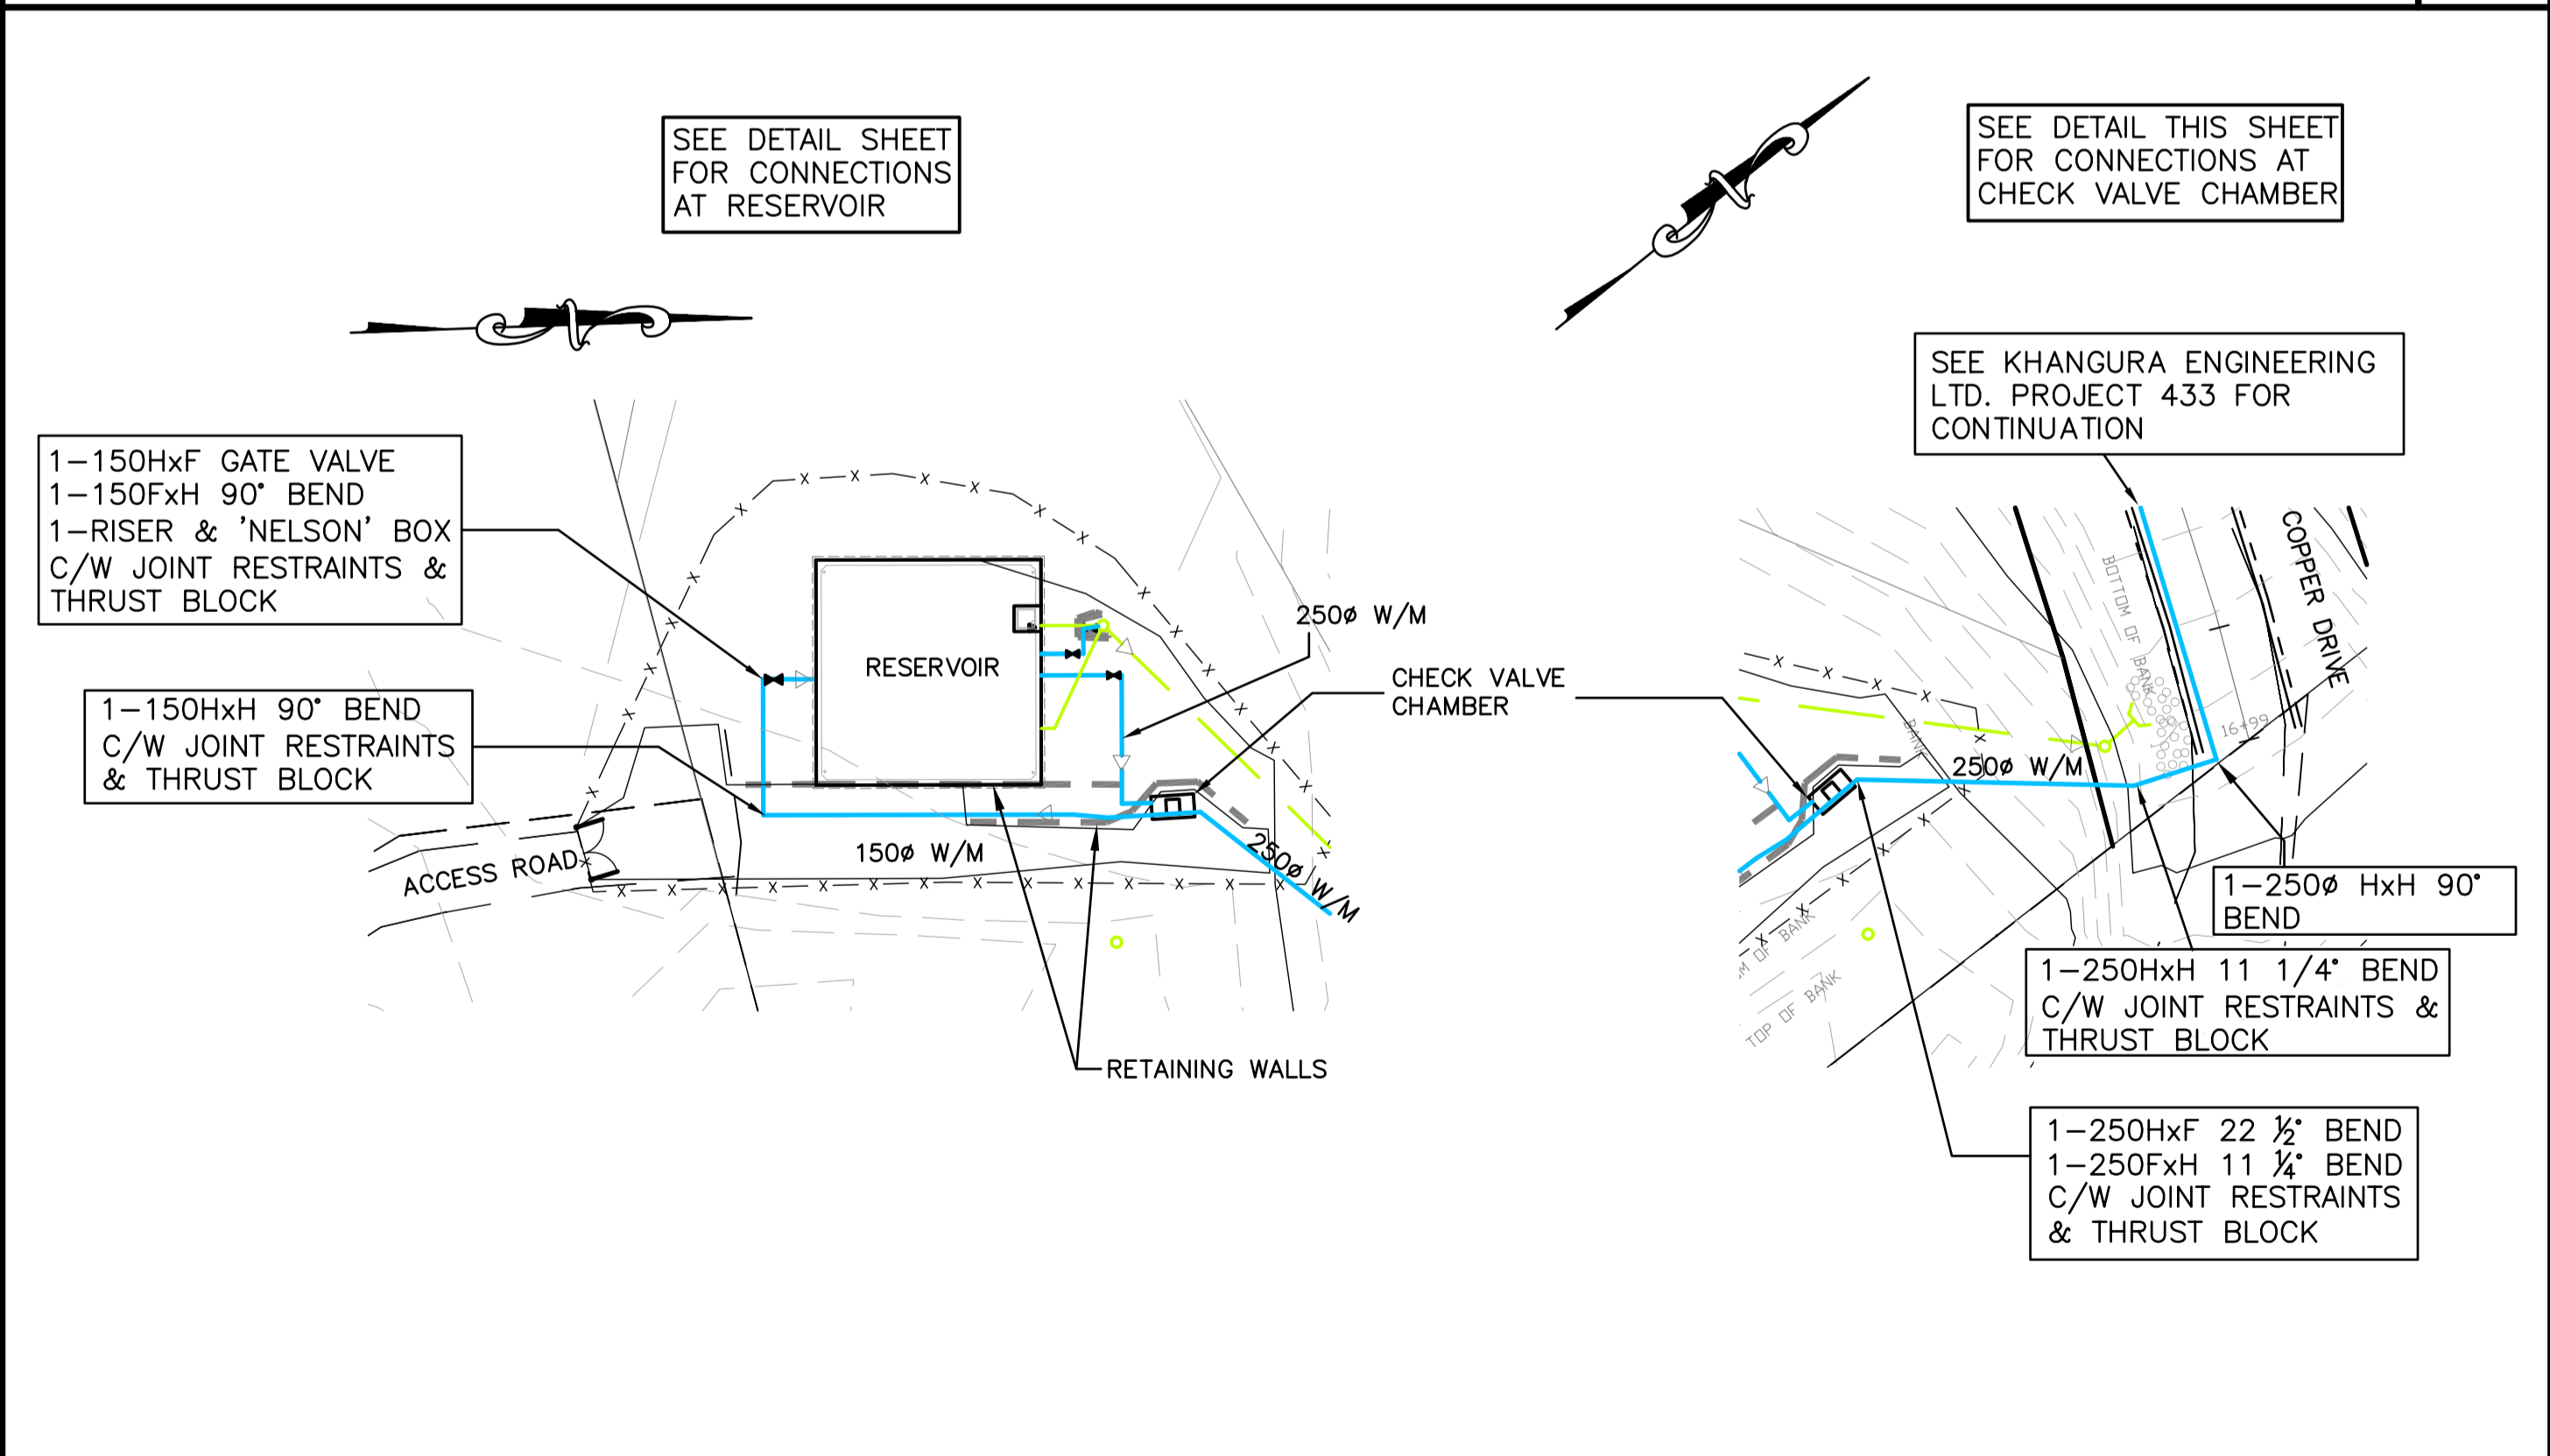 SEE DETAIL SHEET
FOR CONNECTIONS
AT RESERVOIR
SEE DETAIL THIS SHEET
FOR CONNECTIONS AT
CHECK VALVE CHAMBER
SEE KHANGURA ENGINEERING
LTD. PROJECT 433 FOR
CONTINUATION
1-150HxF GATE VALVE
1-150FxH 90° BEND
1-RISER & 'NELSON' BOX
C/W JOINT RESTRAINTS &
THRUST BLOCK
1-150HxH 90° BEND
C/W JOINT RESTRAINTS
& THRUST BLOCK
RESERVOIR
250ø W/M
CHECK VALVE
CHAMBER
150ø W/M
250ø W/M
ACCESS ROAD
RETAINING WALLS
COPPER DRIVE
BOTTOM OF BANK
BANK
16+99
250ø W/M
M OF BANK
TOP OF BANK
1-250ø HxH 90°
BEND
1-250HxH 11 1/4° BEND
C/W JOINT RESTRAINTS &
THRUST BLOCK
1-250HxF 22 ½° BEND
1-250FxH 11 ¼° BEND
C/W JOINT RESTRAINTS
& THRUST BLOCK